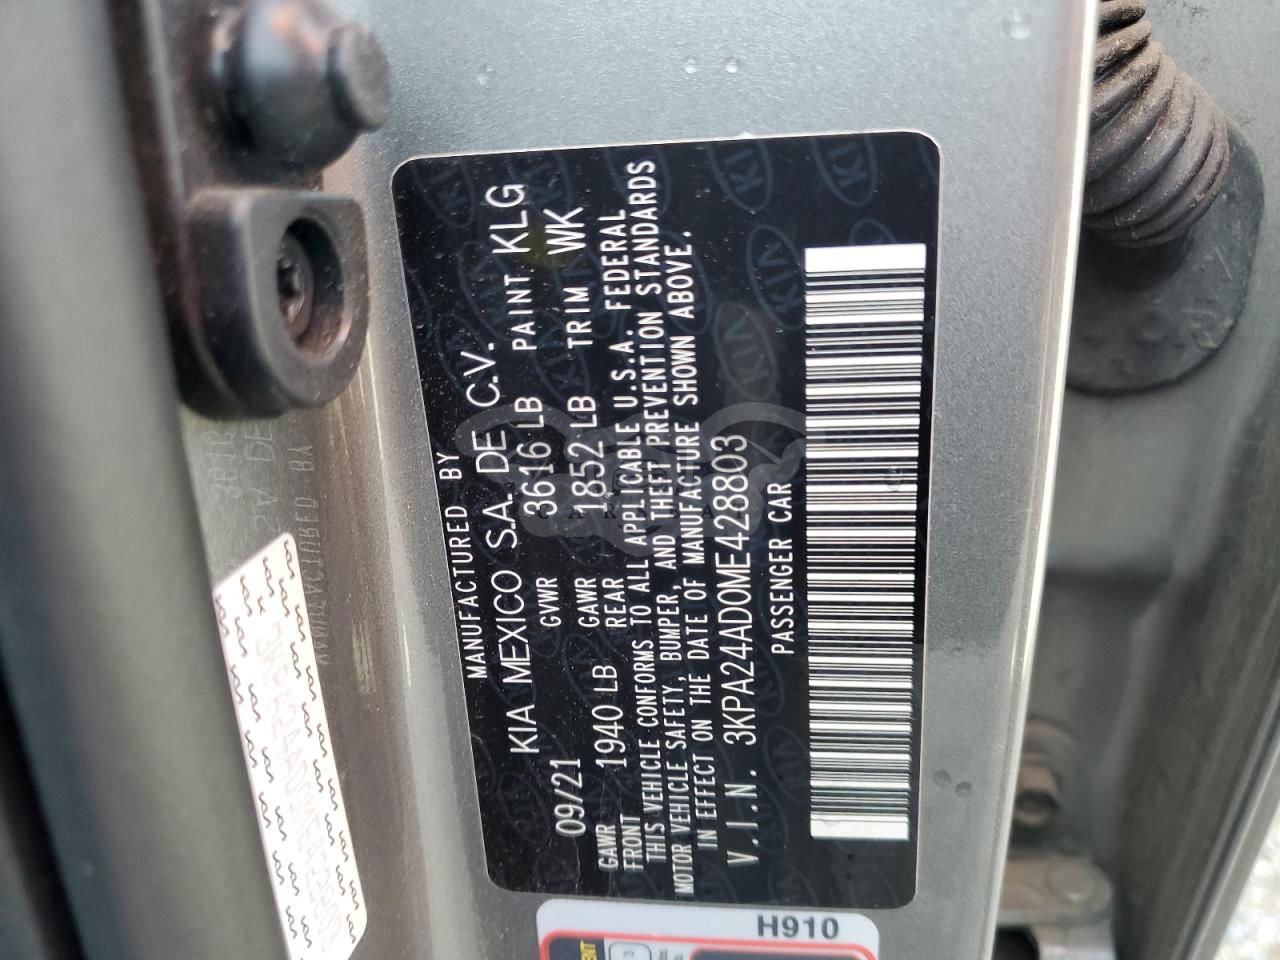 MANUFACTURED BY
KIA MEXICO S.A. DE C.V.
09/21 GVWR 3616 LB PAINT KLG
GAWR FRONT 1940 LB GAWR REAR 1852 LB TRIM WK
THIS VEHICLE CONFORMS TO ALL APPLICABLE U.S.A. FEDERAL
MOTOR VEHICLE SAFETY, BUMPER, AND THEFT PREVENTION STANDARDS
IN EFFECT ON THE DATE OF MANUFACTURE SHOWN ABOVE.
V.I.N. 3KPA24AD0ME428803
PASSENGER CAR
H910